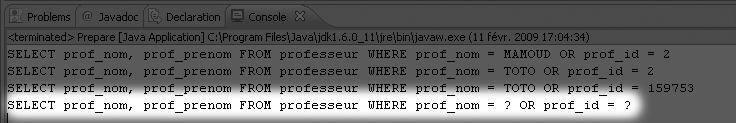 Problems @ Javadoc Declaration Console
<terminated> Prepare [Java Application] C:\Program Files\Java\jdk1.6.0_11\jre\bin\javaw.exe (11 févr. 2009 17:04:34)
SELECT prof_nom, prof_prenom FROM professeur WHERE prof_nom = MAMOUD OR prof_id = 2
SELECT prof_nom, prof_prenom FROM professeur WHERE prof_nom = TOTO OR prof_id = 2
SELECT prof_nom, prof_prenom FROM professeur WHERE prof_nom = TOTO OR prof_id = 159753
SELECT prof_nom, prof_prenom FROM professeur WHERE prof_nom = ? OR prof_id = ?